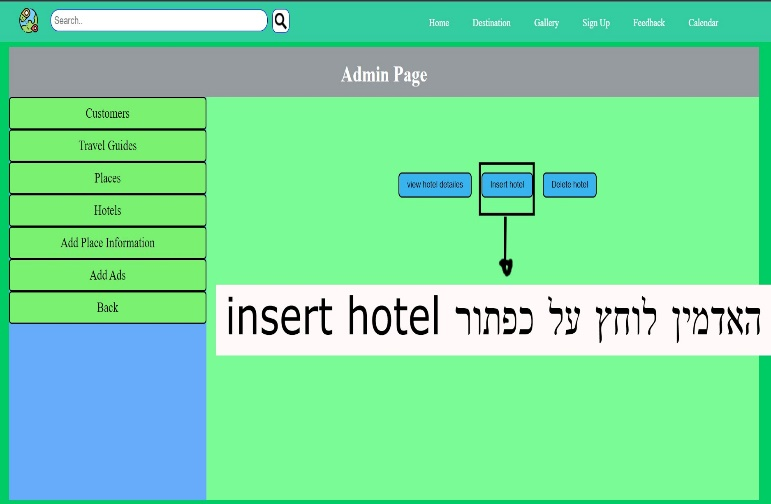 Search..
Home Destination Gallery Sign Up Feedback Calendar
Admin Page
Customers
Travel Guides
Places
Hotels
Add Place Information
Add Ads
Back
view hotel detailes Insert hotel Delete hotel
האדמין לוחץ על כפתור insert hotel